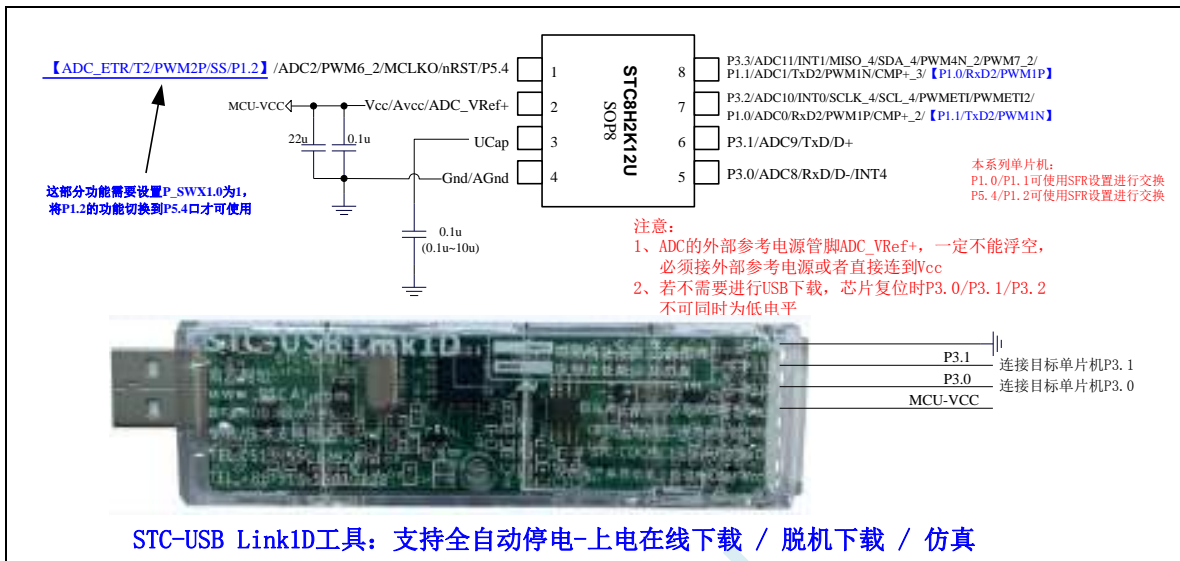 【ADC_ETR/T2/PWM2P/SS/P1.2】/ADC2/PWM6_2/MCLKO/nRST/P5.4
1
MCU-VCC
Vcc/Avcc/ADC_VRef+
2
22u
0.1u
UCap
3
Gnd/AGnd
4
STC8H2K12U
SOP8
8
P3.3/ADC11/INT1/MISO_4/SDA_4/PWM4N_2/PWM7_2/
P1.1/ADC1/TxD2/PWM1N/CMP+_3/【P1.0/RxD2/PWM1P】
7
P3.2/ADC10/INT0/SCLK_4/SCL_4/PWMETI/PWMETI2/
P1.0/ADC0/RxD2/PWM1P/CMP+_2/【P1.1/TxD2/PWM1N】
6
P3.1/ADC9/TxD/D+
5
P3.0/ADC8/RxD/D-/INT4
这部分功能需要设置P_SWX1.0为1，
将P1.2的功能切换到P5.4口才可使用
0.1u
(0.1u~10u)
本系列单片机：
P1.0/P1.1可使用SFR设置进行交换
P5.4/P1.2可使用SFR设置进行交换
注意：
1、ADC的外部参考电源管脚ADC_VRef+，一定不能浮空，
必须接外部参考电源或者直接连到Vcc
2、若不需要进行USB下载，芯片复位时P3.0/P3.1/P3.2
不可同时为低电平
STC-USB Link1D
P3.1
连接目标单片机P3.1
P3.0
连接目标单片机P3.0
MCU-VCC
STC-USB Link1D工具：支持全自动停电-上电在线下载 / 脱机下载 / 仿真